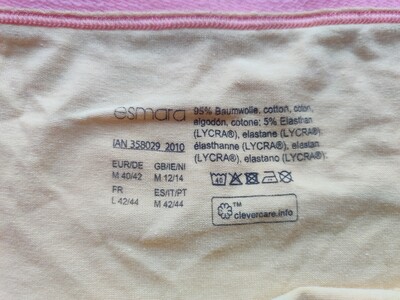 esmara
IAN 358029 2010
EUR/DE GB/IE/NI
M 40/42 M 12/14
FR ES/IT/PT
L 42/44 M 42/44
95% Baumwolle, cotton, coton,
algodón, cotone; 5% Elasthan
(LYCRA®), elastane (LYCRA®),
élasthanne (LYCRA®), elastán
(LYCRA®), elastano (LYCRA®).
40
clevercare.info